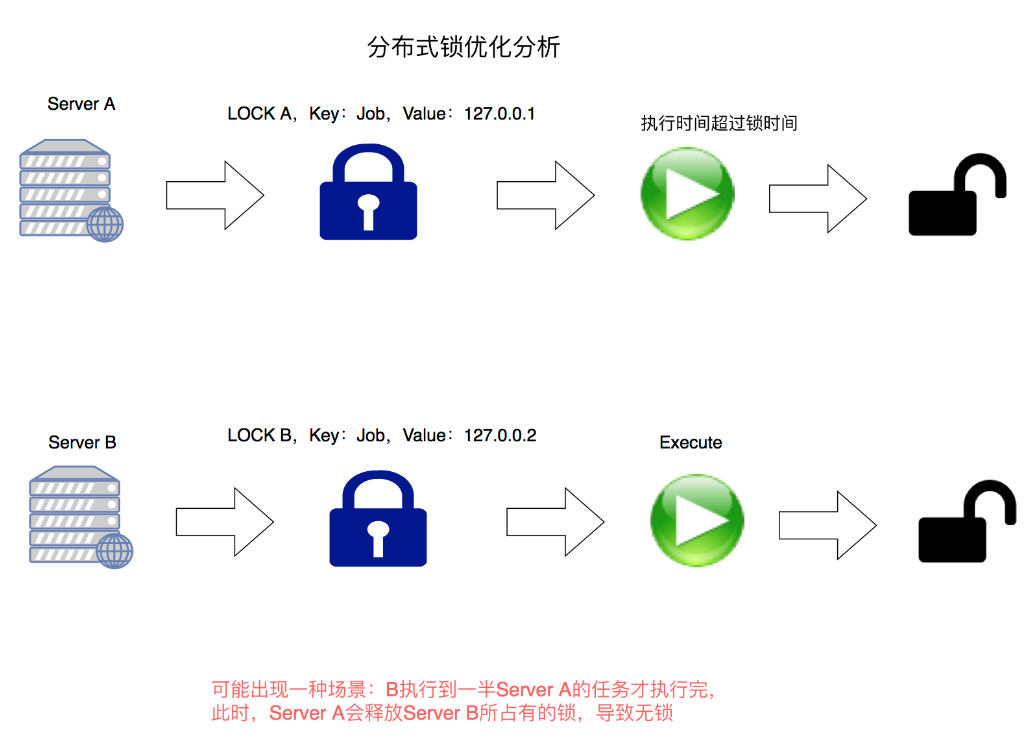 分布式锁优化分析
Server A
LOCK A，Key：Job，Value：127.0.0.1
执行时间超过锁时间
Server B
LOCK B，Key：Job，Value：127.0.0.2
Execute
可能出现一种场景：B执行到一半Server A的任务才执行完，
此时，Server A会释放Server B所占有的锁，导致无锁